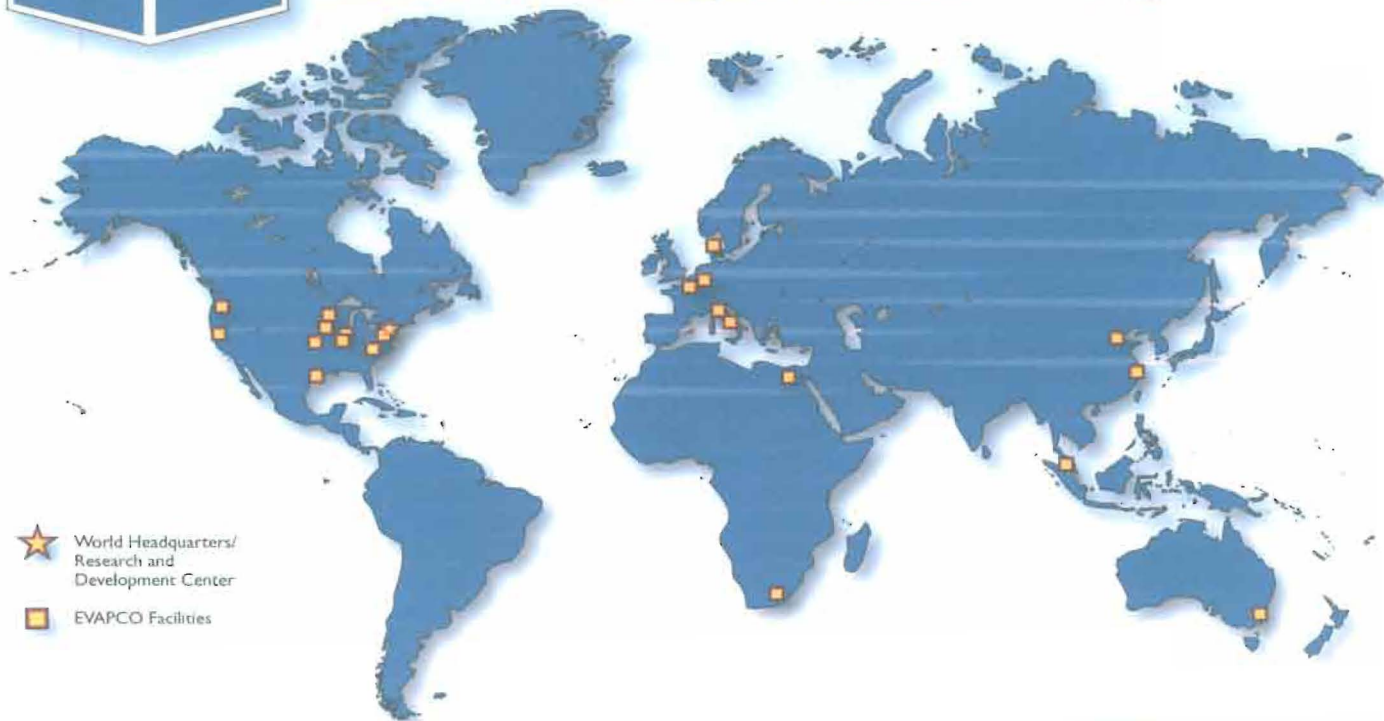 World Headquarters/
Research and
Development Center
EVAPCO Facilities